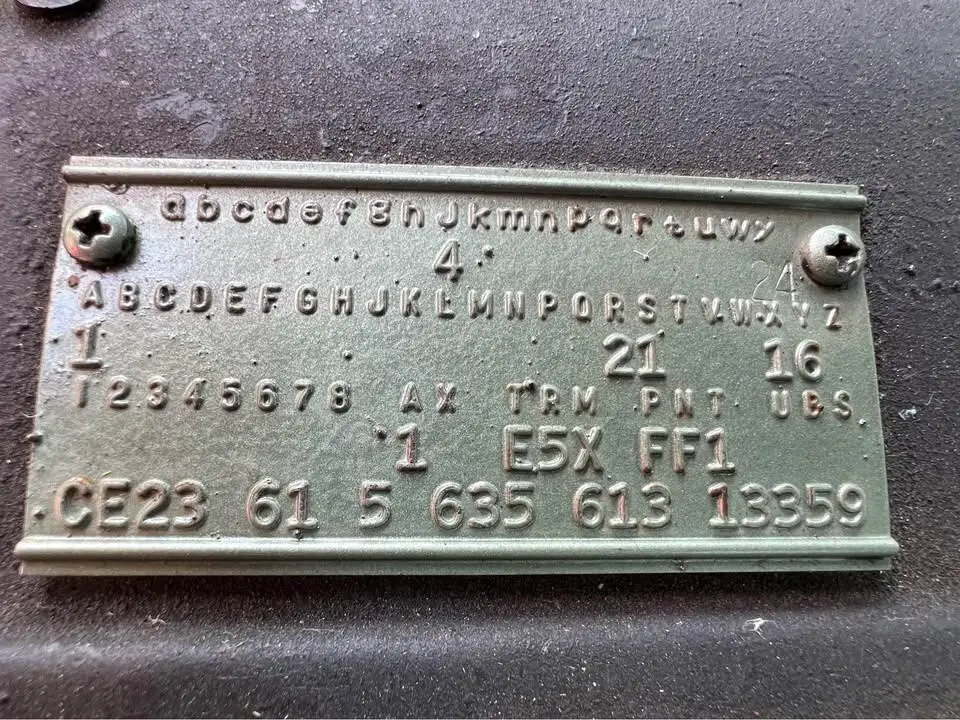 abcdefghJkmnpqrtuwy
4
24
ABCDEFGHJKLMNPQRSTVWXYZ
1 21 16
12345678 AX TRM PNT UBS
1 E5X FF1
CE23 61 5 635 613 13359